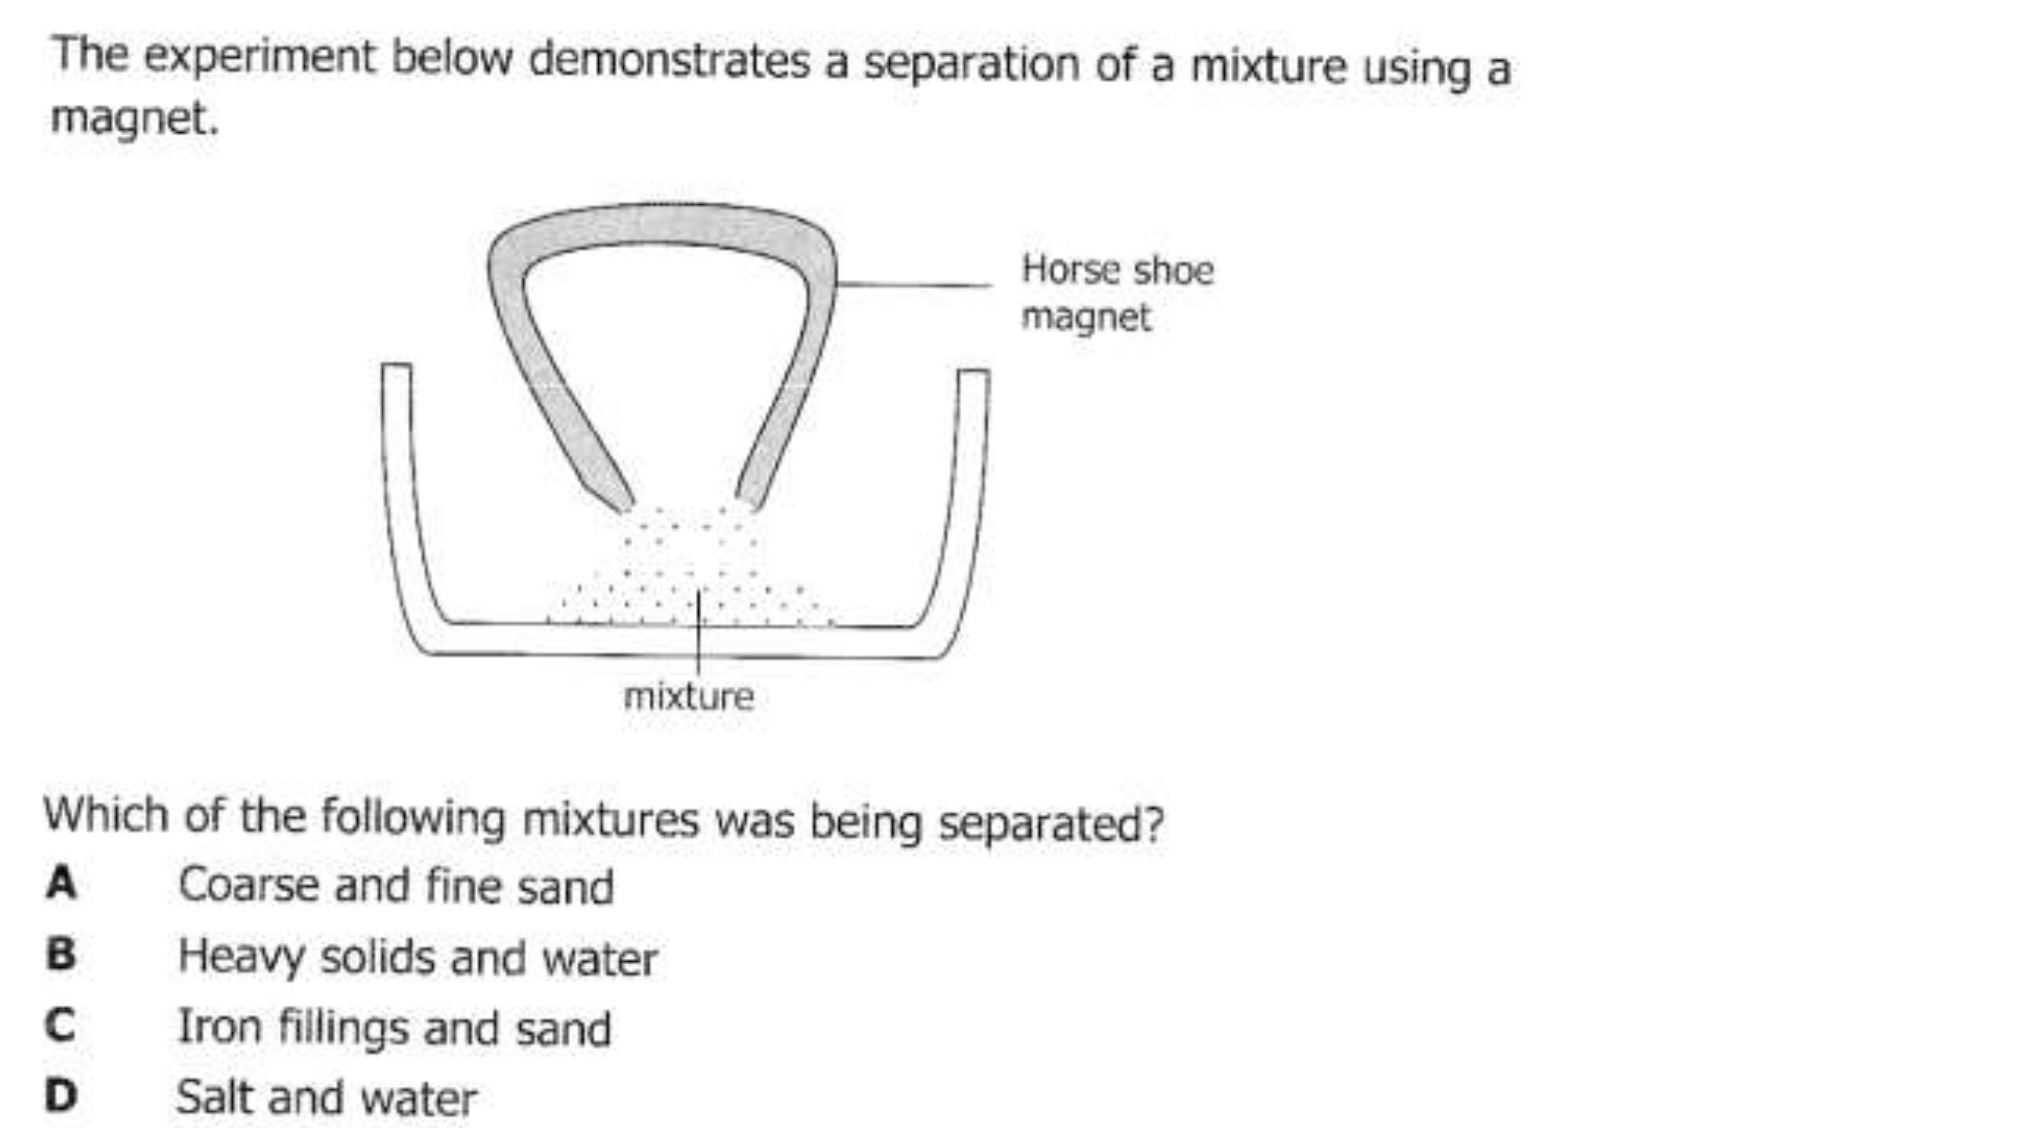 The experiment below demonstrates a separation of a mixture using a
magnet.
Horse shoe
magnet
mixture
Which of the following mixtures was being separated?
A Coarse and fine sand
B Heavy solids and water
C Iron fillings and sand
D Salt and water